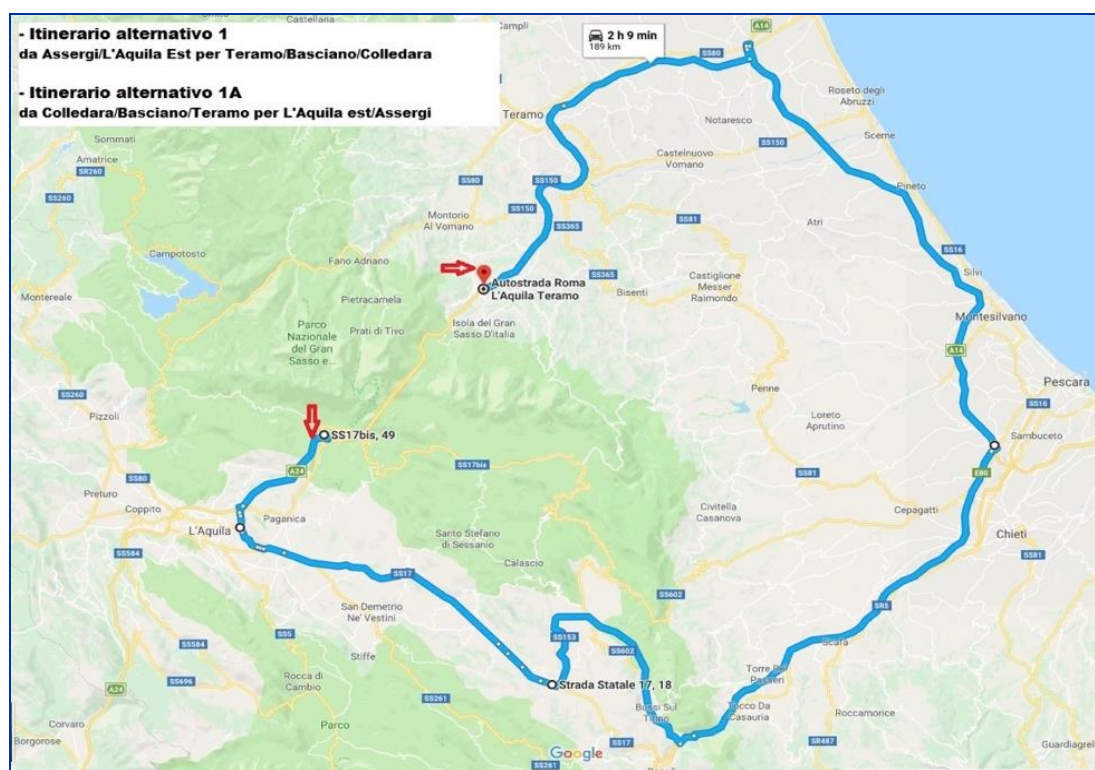 - Itinerario alternativo 1
da Assergi/L'Aquila Est per Teramo/Basciano/Colledara
- Itinerario alternativo 1A
da Colledara/Basciano/Teramo per L'Aquila est/Assergi
2 h 9 min
189 km
Castellana
Campli
A14
SS80
Roseto degli
Abruzzi
Teramo
Notaresco
Sceme
SS150
Sommati
Amatrice
SR260
SS260
Castelnuovo
Vomano
SS80
SS150
Pineto
SS150
Montorio
Al Vomano
SS365
SS81
Atri
SS16
Campotosto
Fano Adriano
Silvi
Montereale
Autostrada Roma
L'Aquila Teramo
SS365
Bisenti
Castiglione
Messer
Raimondo
Pietracamela
Isola del Gran
Sasso D'italia
Montesilvano
Parco
Nazionale
del Gran
Sasso e...
Prati di Tivo
A14
Pescara
SS260
Penne
SS16
Pizzoli
Loreto
Aprutino
SS17bis, 49
Sambuceto
A24
SS17bis
SS81
E80
SS80
Preturo
Coppito
Paganica
L'Aquila
Civitella
Casanova
Cepagatti
Chieti
Santo Stefano
di Sessanio
SS584
Calascio
SS81
SS17
SS602
San Demetrio
Ne' Vestini
SR5
SS5
SS153
SS602
Scafa
SS584
Stiffe
Torre De'
Passeri
Strada Statale 17, 18
Rocca di
Cambio
A24
SS696
SS261
Bussi Sul
Tirino
Tocco Da
Casauria
Roccamorice
Corvaro
Parco
Borgorose
SS17
SR487
Guardiagrel
Google
SS261